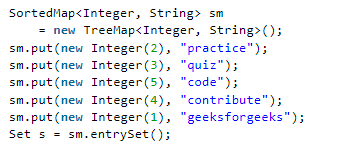 SortedMap<Integer, String> sm
    = new TreeMap<Integer, String>();
sm.put(new Integer(2), "practice");
sm.put(new Integer(3), "quiz");
sm.put(new Integer(5), "code");
sm.put(new Integer(4), "contribute");
sm.put(new Integer(1), "geeksforgeeks");
Set s = sm.entrySet();